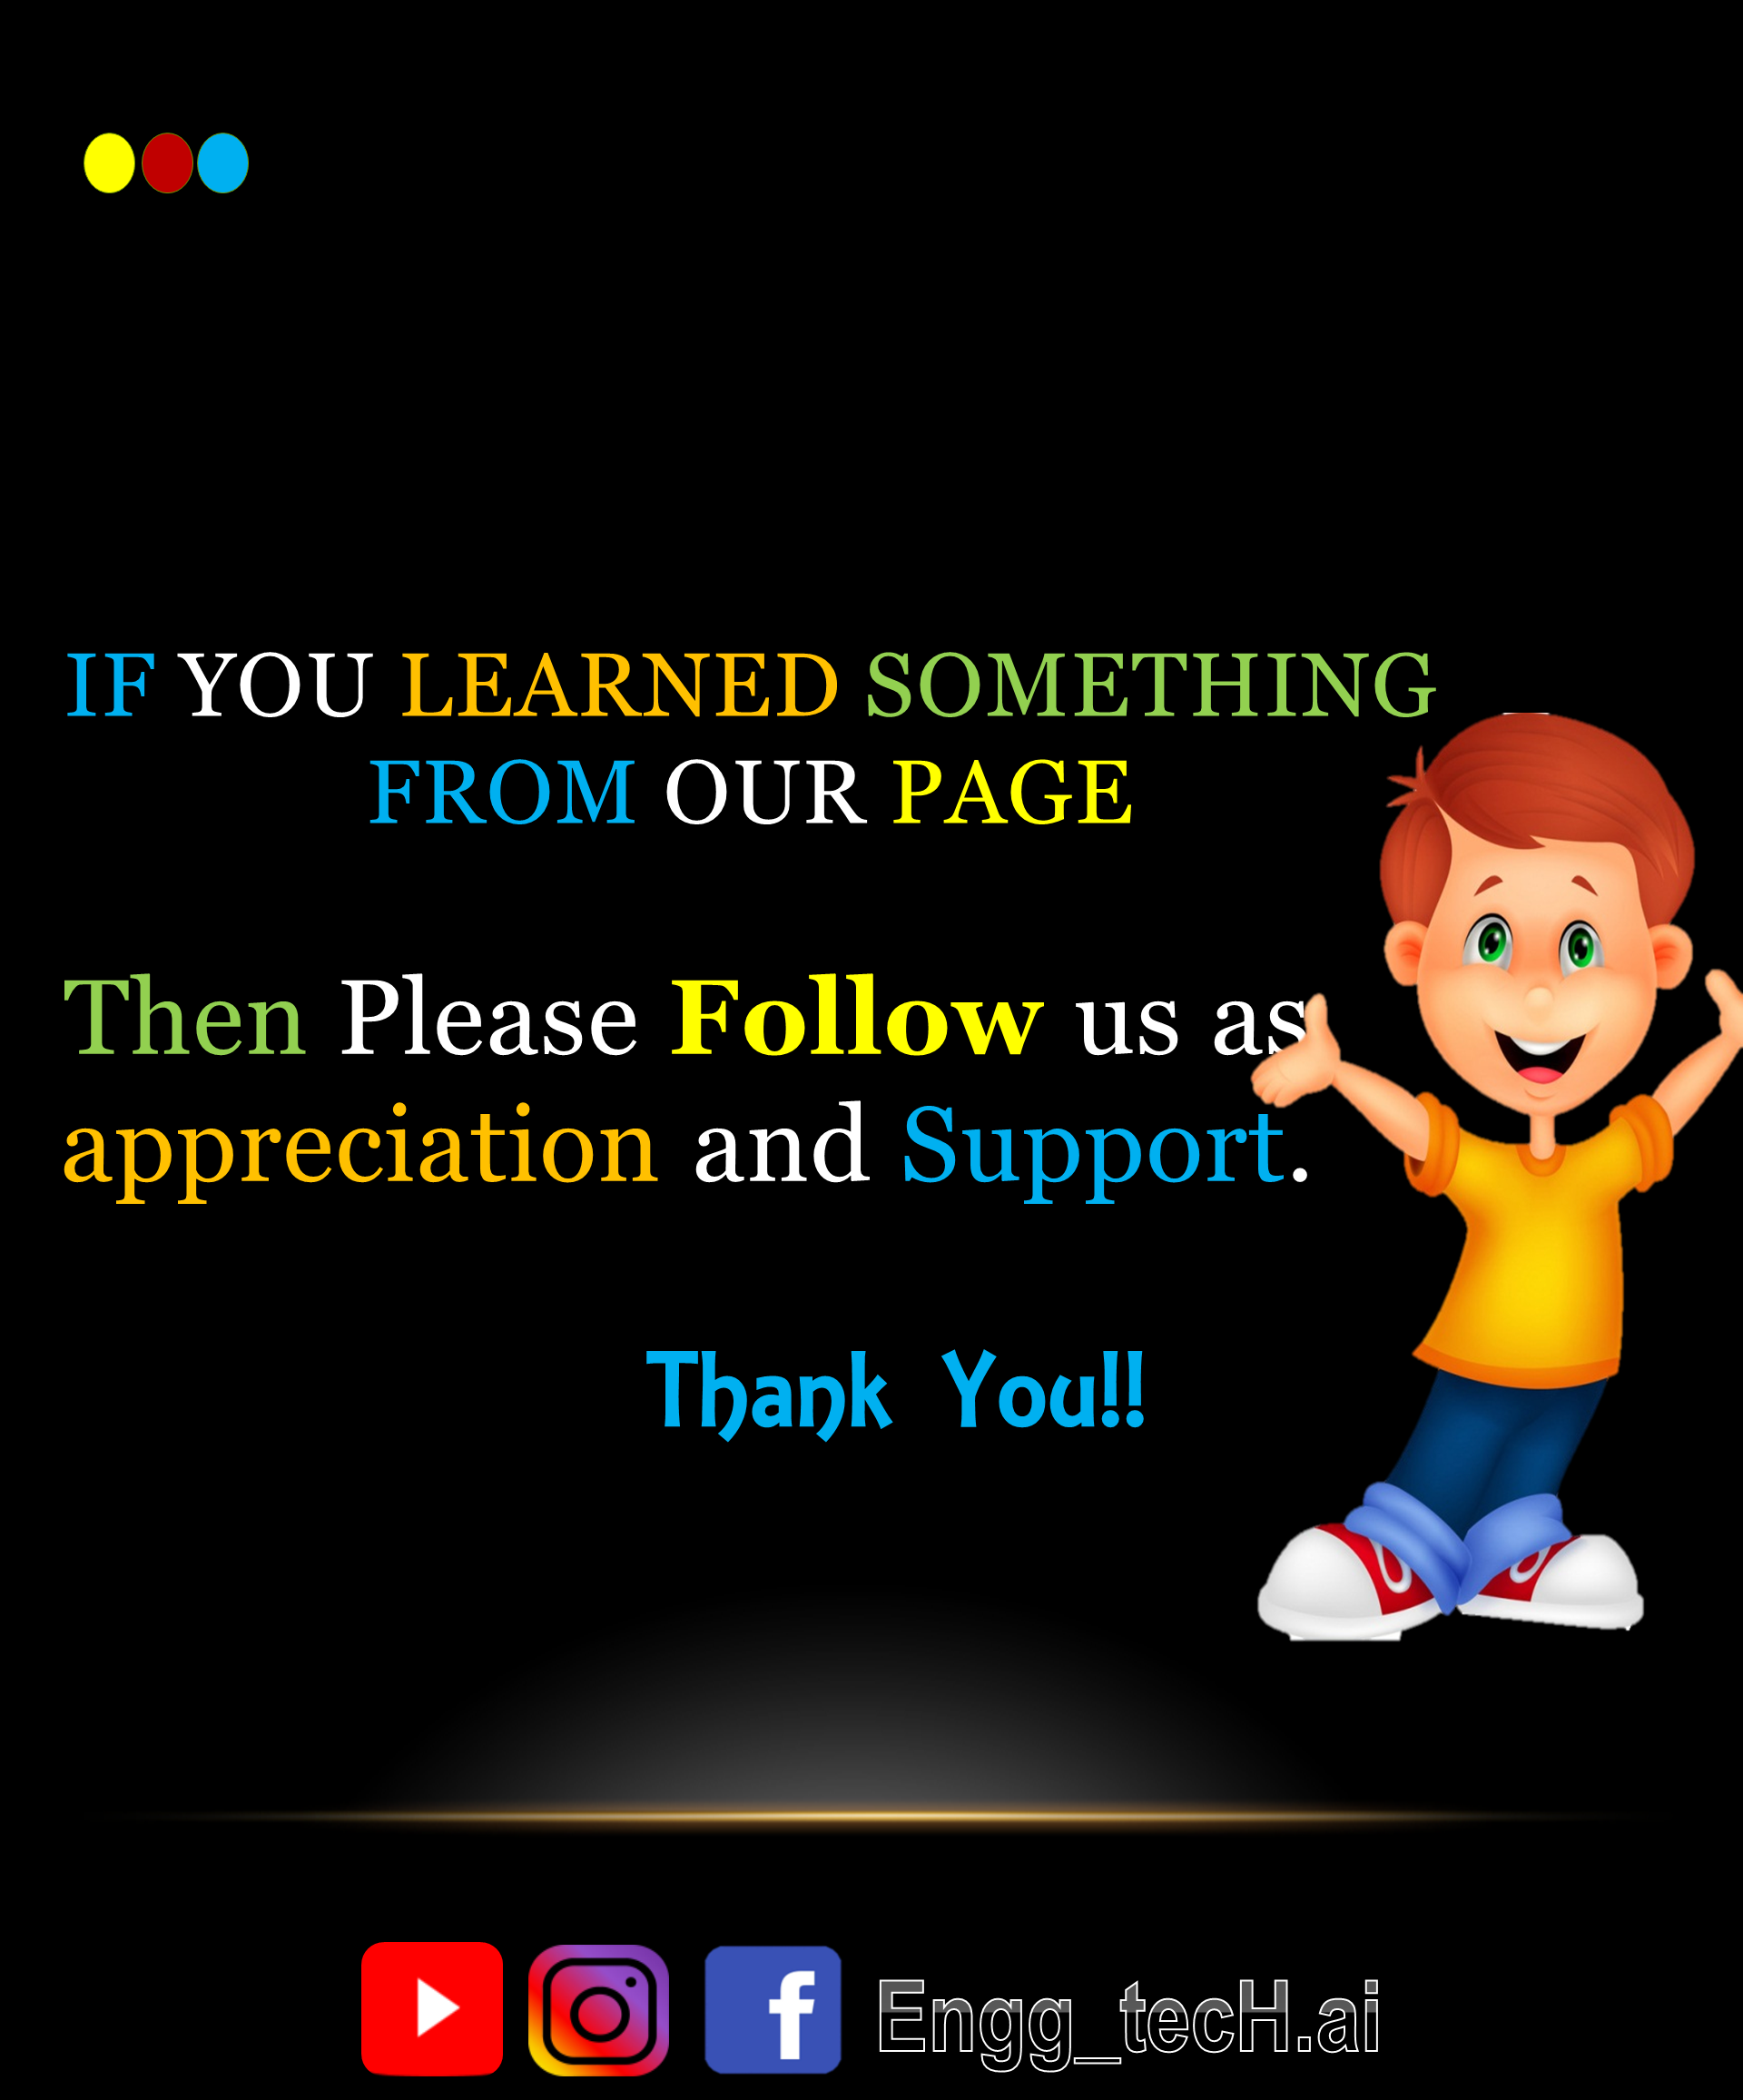 IF YOU LEARNED SOMETHING
FROM OUR PAGE
Then Please Follow us as
appreciation and Support.
Thank You!!
Engg_tecH.ai